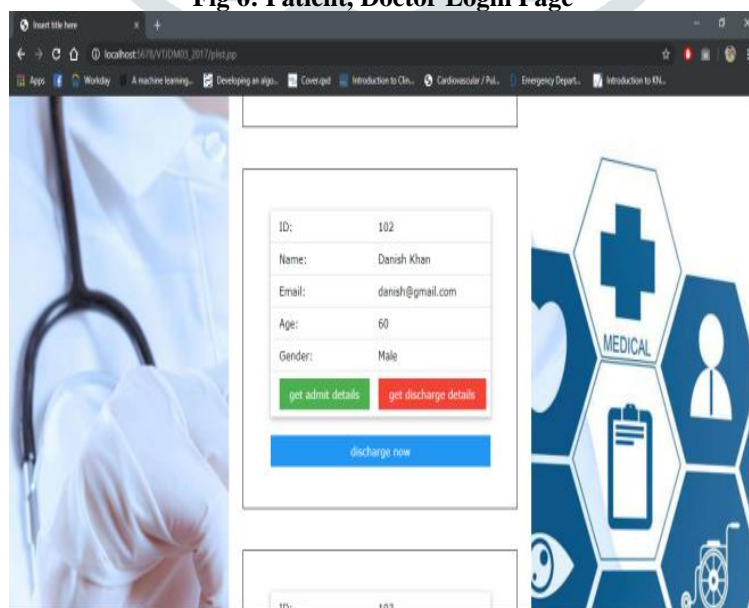 Fig 6: Patient, Doctor Login Page
Insert title here
localhost:5678/VTJDM03_2017/plist.jsp
Apps Workday A machine learning... Developing an algo... Cover.qxd Introduction to Clin... Cardiovascular / Pul... Emergency Depart... Introduction to KN...
ID: 102
Name: Danish Khan
Email: danish@gmail.com
Age: 60
Gender: Male
get admit details get discharge details
discharge now
MEDICAL
ID: 103